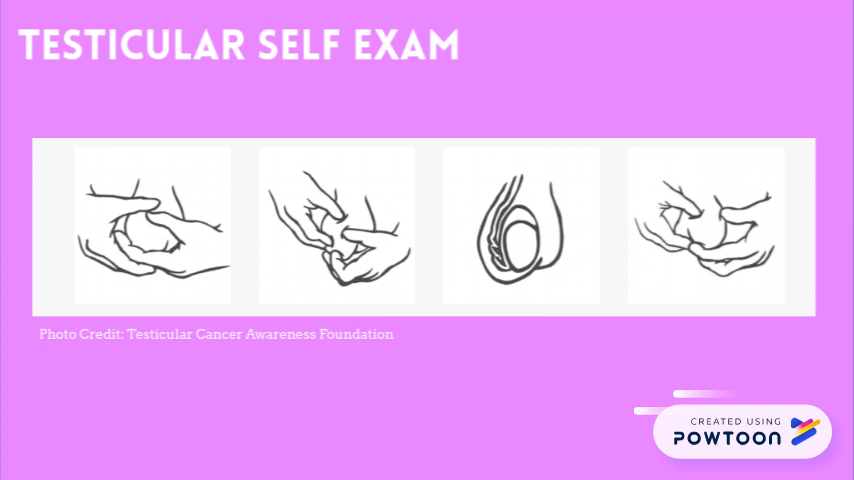 TESTICULAR SELF EXAM
Photo Credit: Testicular Cancer Awareness Foundation
CREATED USING
POWTOON